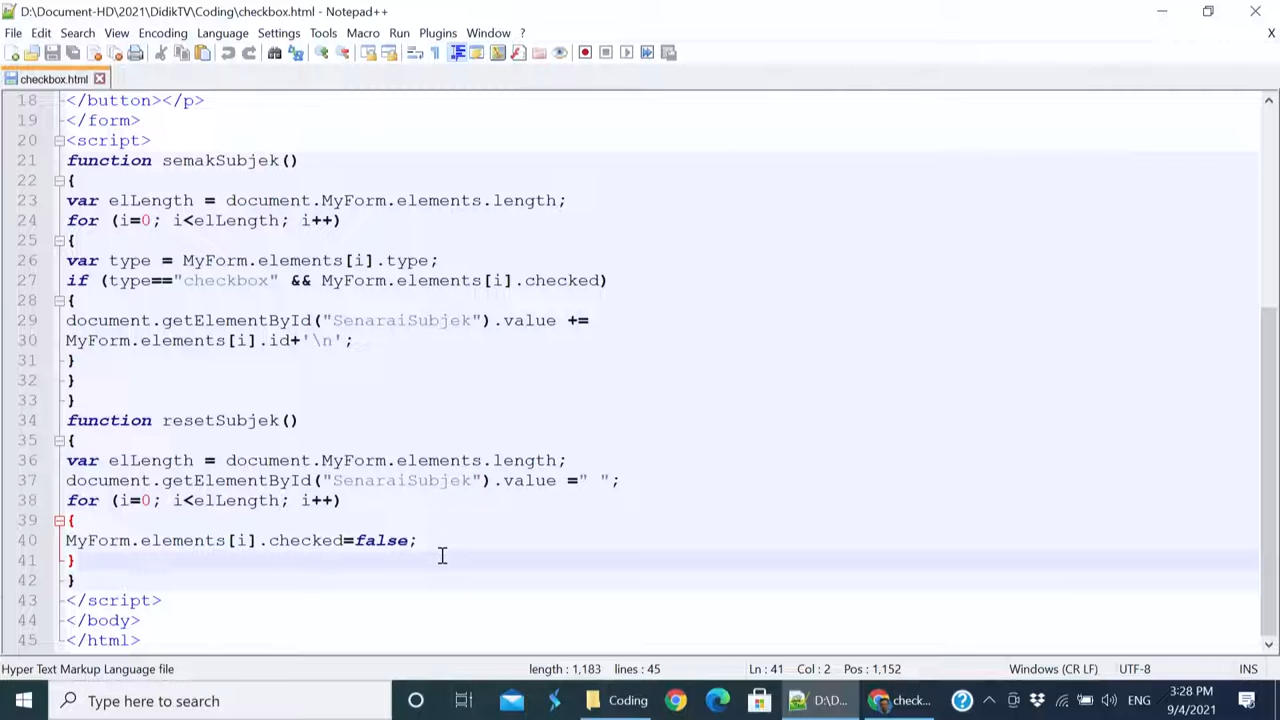 D:\Document-HD\2021\DidikTV\Coding\checkbox.html - Notepad++
File Edit Search View Encoding Language Settings Tools Macro Run Plugins Window ? X
checkbox.html
18 </button></p>
19 </form>
20 <script>
21 function semakSubjek()
22 {
23 var elLength = document.MyForm.elements.length;
24 for (i=0; i<elLength; i++)
25 {
26 var type = MyForm.elements[i].type;
27 if (type=="checkbox" && MyForm.elements[i].checked)
28 {
29 document.getElementById("SenaraiSubjek").value +=
30 MyForm.elements[i].id+'\n';
31 }
32 }
33 }
34 function resetSubjek()
35 {
36 var elLength = document.MyForm.elements.length;
37 document.getElementById("SenaraiSubjek").value =" ";
38 for (i=0; i<elLength; i++)
39 {
40 MyForm.elements[i].checked=false;
41 }
42 }
43 </script>
44 </body>
45 </html>
Hyper Text Markup Language file length : 1,183 lines : 45 Ln : 41 Col : 2 Pos : 1,152 Windows (CR LF) UTF-8 INS
Type here to search Coding D:\D... check... ENG 3:28 PM
9/4/2021